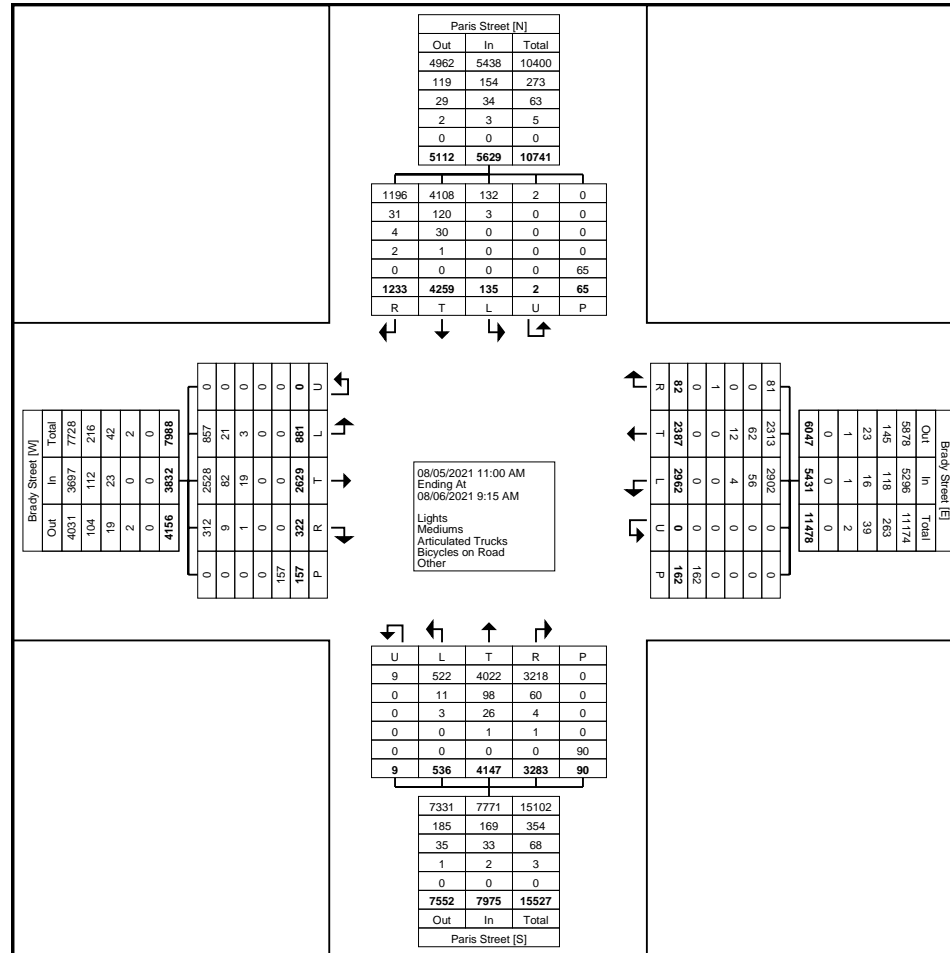 Paris Street [N]
Out In Total
4962 5438 10400
119 154 273
29 34 63
2 3 5
0 0 0
5112 5629 10741
1196 4108 132 2 0
31 120 3 0 0
4 30 0 0 0
2 1 0 0 0
0 0 0 0 65
1233 4259 135 2 65
R T L U P
Brady Street [W]
Out In Total
4031 3697 7728
104 112 216
19 23 42
2 0 2
0 0 0
4156 3832 7988
0 857 2528 312 0
0 21 82 9 0
0 3 19 1 0
0 0 0 0 0
0 0 0 0 157
0 881 2629 322 157
U L T R P
08/05/2021 11:00 AM
Ending At
08/06/2021 9:15 AM
Lights
Mediums
Articulated Trucks
Bicycles on Road
Other
Brady Street [E]
Out In Total
5878 5296 11174
145 118 263
23 16 39
1 1 2
0 0 0
6047 5431 11478
81 2313 2902 0 0
0 62 56 0 0
0 12 4 0 0
1 0 0 0 0
0 0 0 0 162
82 2387 2962 0 162
R T L U P
U L T R P
9 522 4022 3218 0
0 11 98 60 0
0 3 26 4 0
0 0 1 1 0
0 0 0 0 90
9 536 4147 3283 90
7331 7771 15102
185 169 354
35 33 68
1 2 3
0 0 0
7552 7975 15527
Out In Total
Paris Street [S]